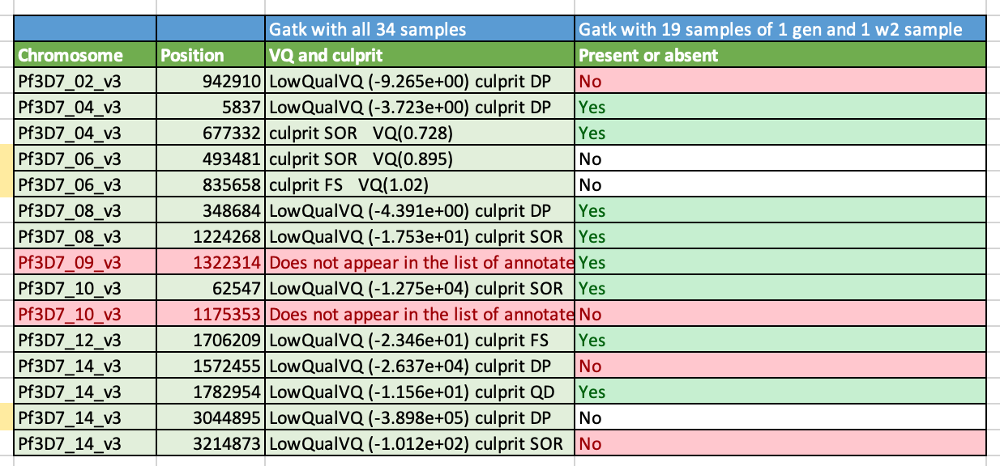 Gatk with all 34 samples Gatk with 19 samples of 1 gen and 1 w2 sample
Chromosome Position VQ and culprit Present or absent
Pf3D7_02_v3 942910 LowQualVQ (-9.265e+00) culprit DP No
Pf3D7_04_v3 5837 LowQualVQ (-3.723e+00) culprit DP Yes
Pf3D7_04_v3 677332 culprit SOR VQ(0.728) Yes
Pf3D7_06_v3 493481 culprit SOR VQ(0.895) No
Pf3D7_06_v3 835658 culprit FS VQ(1.02) No
Pf3D7_08_v3 348684 LowQualVQ (-4.391e+00) culprit DP Yes
Pf3D7_08_v3 1224268 LowQualVQ (-1.753e+01) culprit SOR Yes
Pf3D7_09_v3 1322314 Does not appear in the list of annotate Yes
Pf3D7_10_v3 62547 LowQualVQ (-1.275e+04) culprit SOR Yes
Pf3D7_10_v3 1175353 Does not appear in the list of annotate No
Pf3D7_12_v3 1706209 LowQualVQ (-2.346e+01) culprit FS Yes
Pf3D7_14_v3 1572455 LowQualVQ (-2.637e+04) culprit DP No
Pf3D7_14_v3 1782954 LowQualVQ (-1.156e+01) culprit QD Yes
Pf3D7_14_v3 3044895 LowQualVQ (-3.898e+05) culprit DP No
Pf3D7_14_v3 3214873 LowQualVQ (-1.012e+02) culprit SOR No